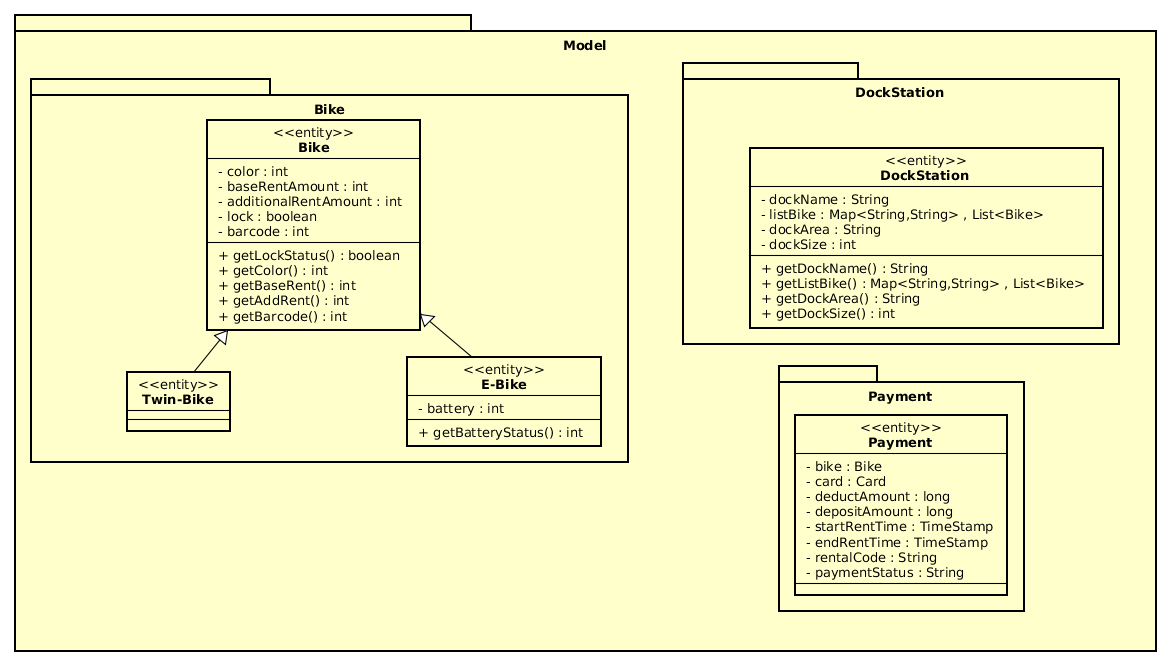 Model
Bike
<<entity>>
Bike
- color : int
- baseRentAmount : int
- additionalRentAmount : int
- lock : boolean
- barcode : int
+ getLockStatus() : boolean
+ getColor() : int
+ getBaseRent() : int
+ getAddRent() : int
+ getBarcode() : int
<<entity>>
Twin-Bike
<<entity>>
E-Bike
- battery : int
+ getBatteryStatus() : int
DockStation
<<entity>>
DockStation
- dockName : String
- listBike : Map<String,String> , List<Bike>
- dockArea : String
- dockSize : int
+ getDockName() : String
+ getListBike() : Map<String,String> , List<Bike>
+ getDockArea() : String
+ getDockSize() : int
Payment
<<entity>>
Payment
- bike : Bike
- card : Card
- deductAmount : long
- depositAmount : long
- startRentTime : TimeStamp
- endRentTime : TimeStamp
- rentalCode : String
- paymentStatus : String